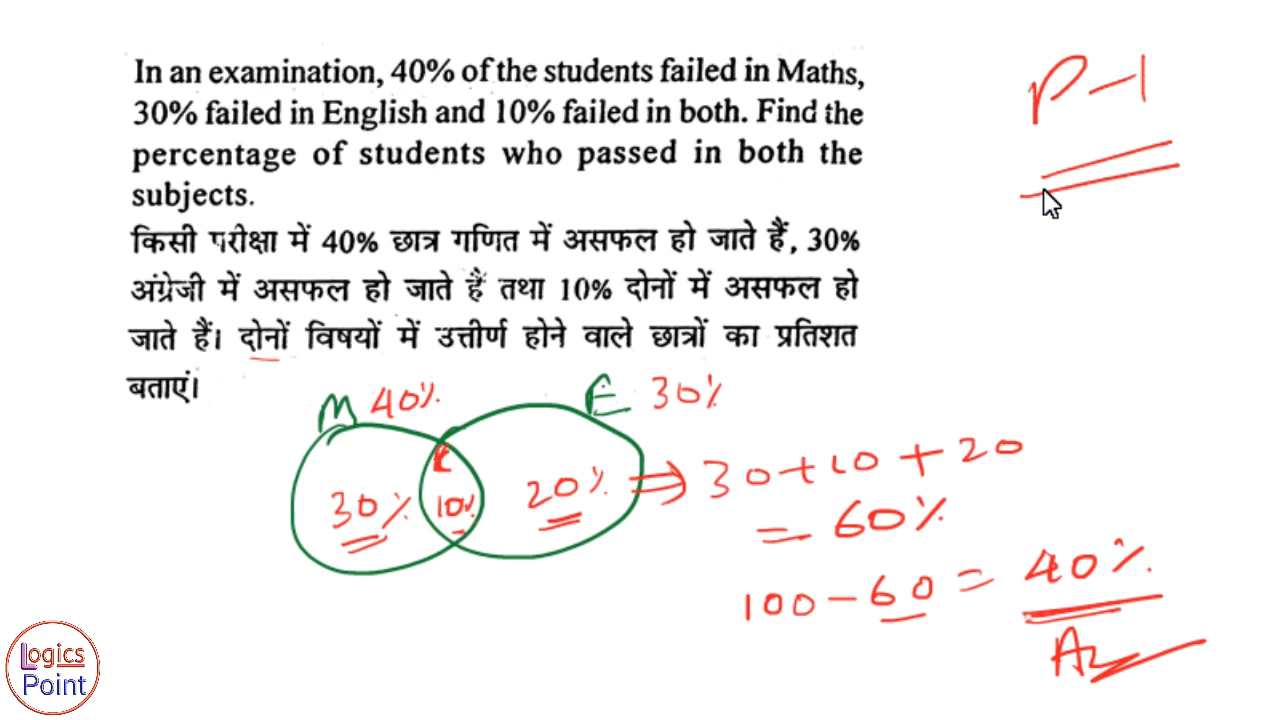 In an examination, 40% of the students failed in Maths,
30% failed in English and 10% failed in both. Find the
percentage of students who passed in both the
subjects.
किसी परीक्षा में 40% छात्र गणित में असफल हो जाते हैं, 30%
अंग्रेजी में असफल हो जाते हैं तथा 10% दोनों में असफल हो
जाते हैं। दोनों विषयों में उत्तीर्ण होने वाले छात्रों का प्रतिशत
बताएं।
P-1
M 40%
E 30%
30% 10% 20% ⇒ 30+10+20
= 60%
100-60 = 40%
Logics
Point